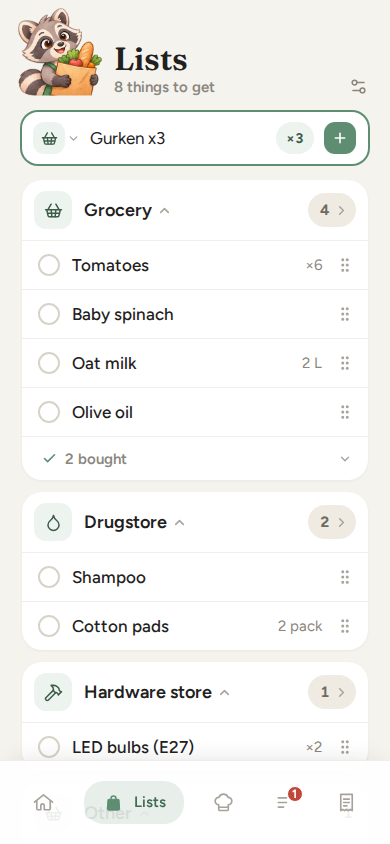 Lists
8 things to get
Gurken x3
×3
Grocery
4
Tomatoes
×6
Baby spinach
Oat milk
2 L
Olive oil
2 bought
Drugstore
2
Shampoo
Cotton pads
2 pack
Hardware store
1
LED bulbs (E27)
×2
Other
Lists
1